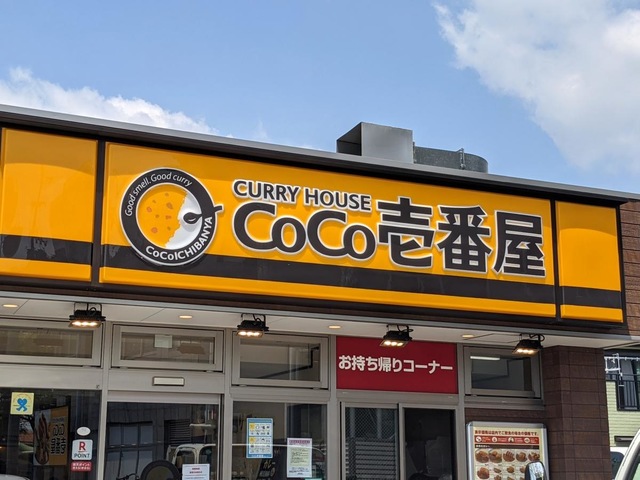 Good smell. Good curry
CoCoICHIBANYA
CURRY HOUSE
CoCo壱番屋
お持ち帰りコーナー
R
POINT